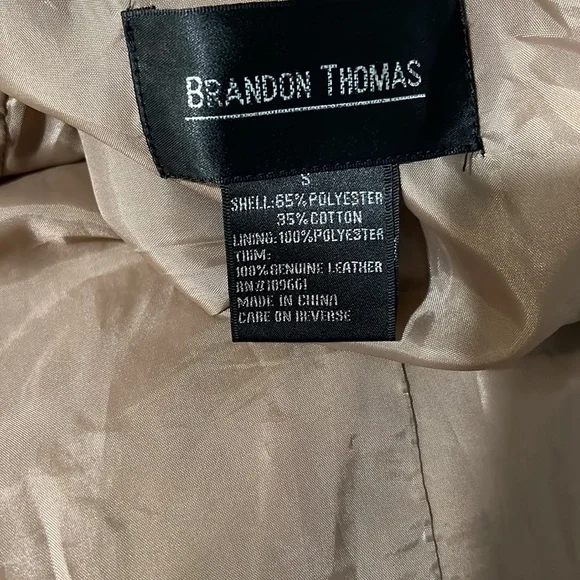 BRANDON THOMAS
S
SHELL:65%POLYESTER
35%COTTON
LINING:100%POLYESTER
TRIM:
100%GENUINE LEATHER
RN#109661
MADE IN CHINA
CARE ON REVERSE